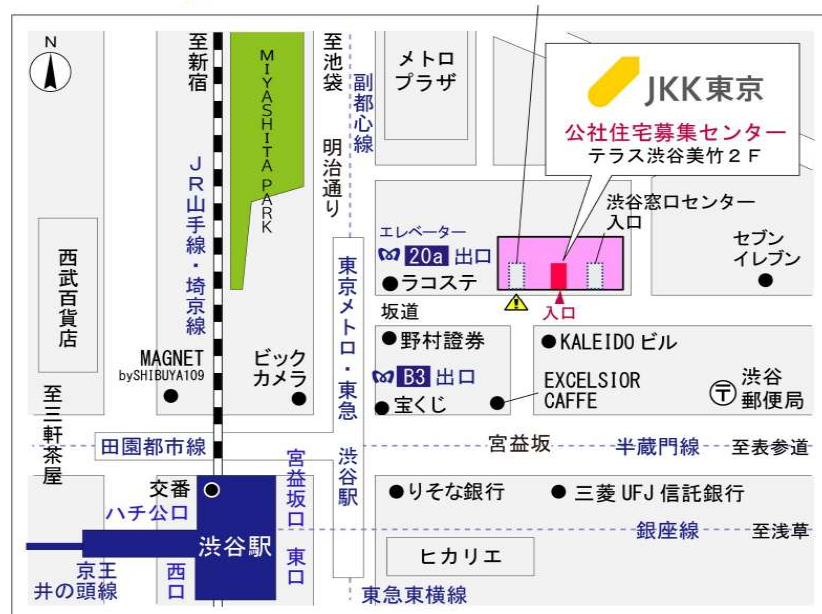 N
至新宿
MIYASHITA PARK
至池袋
明治通り
副都心線
メトロ
プラザ
JKK東京
公社住宅募集センター
テラス渋谷美竹2F
JR山手線・埼京線
西武百貨店
エレベーター
20a 出口
ラコステ
渋谷窓口センター
入口
セブン
イレブン
坂道
入口
東京メトロ・東急 渋谷駅
MAGNET
bySHIBUYA109
ビック
カメラ
野村證券
KALEIDO ビル
B3 出口
宝くじ
EXCELSIOR
CAFFE
渋谷
郵便局
至三軒茶屋
田園都市線
宮益坂
半蔵門線
至表参道
交番
ハチ公口
宮益坂口
りそな銀行
三菱UFJ信託銀行
渋谷駅
東口
西口
銀座線
至浅草
京王
井の頭線
ヒカリエ
東急東横線